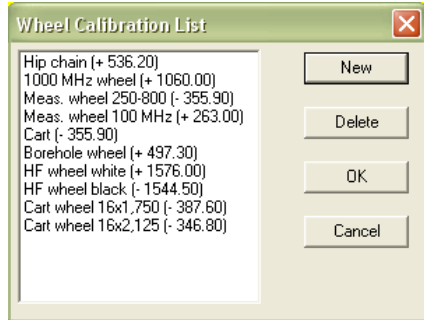 Wheel Calibration List
Hip chain (+ 536.20)
1000 MHz wheel (+ 1060.00)
Meas. wheel 250-800 (- 355.90)
Meas. wheel 100 MHz (+ 263.00)
Cart (- 355.90)
Borehole wheel (+ 497.30)
HF wheel white (+ 1576.00)
HF wheel black (- 1544.50)
Cart wheel 16x1,750 (- 387.60)
Cart wheel 16x2,125 (- 346.80)
New
Delete
OK
Cancel